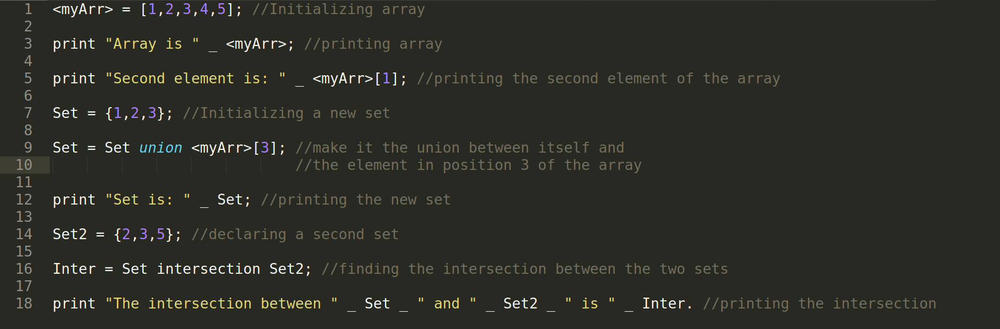 1 <myArr> = [1,2,3,4,5]; //Initializing array
2
3 print "Array is " _ <myArr>; //printing array
4
5 print "Second element is: " _ <myArr>[1]; //printing the second element of the array
6
7 Set = {1,2,3}; //Initializing a new set
8
9 Set = Set union <myArr>[3]; //make it the union between itself and
10 //the element in position 3 of the array
11
12 print "Set is: " _ Set; //printing the new set
13
14 Set2 = {2,3,5}; //declaring a second set
15
16 Inter = Set intersection Set2; //finding the intersection between the two sets
17
18 print "The intersection between " _ Set _ " and " _ Set2 _ " is " _ Inter. //printing the intersection